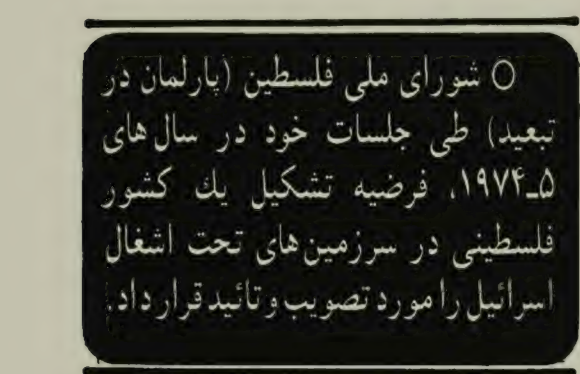 ○ شورای ملی فلسطین (پارلمان در
تبعید) طی جلسات خود در سال‌های
۱۹۷۴ـ۵، فرضیه تشکیل یك کشور
فلسطینی در سرزمین‌های تحت اشغال
اسرائیل را مورد تصویب و تائید قرار داد.